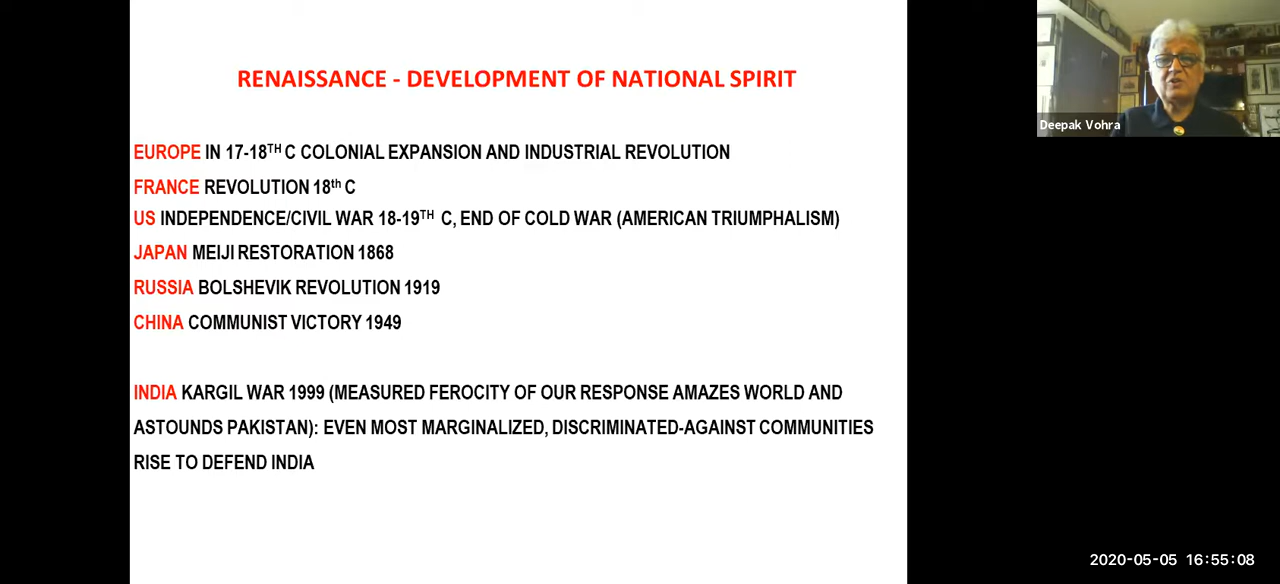 RENAISSANCE - DEVELOPMENT OF NATIONAL SPIRIT
EUROPE IN 17-18TH C COLONIAL EXPANSION AND INDUSTRIAL REVOLUTION
FRANCE REVOLUTION 18th C
US INDEPENDENCE/CIVIL WAR 18-19TH C, END OF COLD WAR (AMERICAN TRIUMPHALISM)
JAPAN MEIJI RESTORATION 1868
RUSSIA BOLSHEVIK REVOLUTION 1919
CHINA COMMUNIST VICTORY 1949
INDIA KARGIL WAR 1999 (MEASURED FEROCITY OF OUR RESPONSE AMAZES WORLD AND
ASTOUNDS PAKISTAN): EVEN MOST MARGINALIZED, DISCRIMINATED-AGAINST COMMUNITIES
RISE TO DEFEND INDIA
Deepak Vohra
2020-05-05 16:55:08